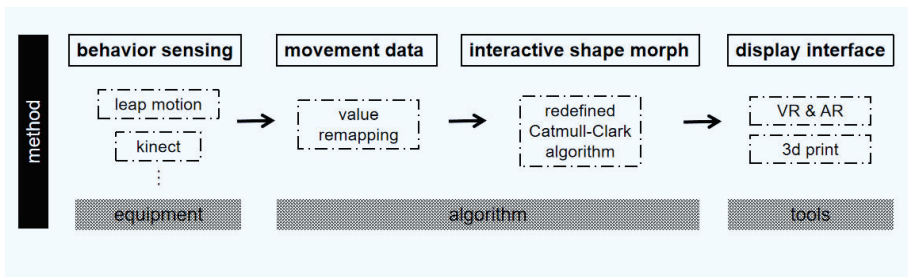 method
behavior sensing
movement data
interactive shape morph
display interface
leap motion
kinect
value
remapping
redefined
Catmull-Clark
algorithm
VR & AR
3d print
equipment
algorithm
tools